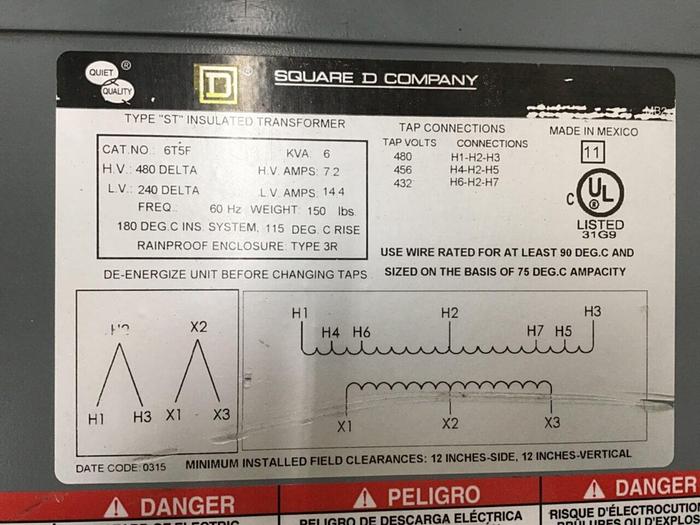 QUIET ®
QUALITY
D ®
SQUARE D COMPANY
TYPE "ST" INSULATED TRANSFORMER
CAT.NO.: 6T5F KVA: 6
H.V.: 480 DELTA H.V. AMPS: 7.2
L.V.: 240 DELTA L.V. AMPS: 14.4
FREQ.: 60 Hz WEIGHT: 150 lbs.
180 DEG.C INS. SYSTEM, 115 DEG. C RISE
RAINPROOF ENCLOSURE: TYPE 3R
DE-ENERGIZE UNIT BEFORE CHANGING TAPS
TAP CONNECTIONS
TAP VOLTS CONNECTIONS
480 H1-H2-H3
456 H4-H2-H5
432 H6-H2-H7
MADE IN MEXICO
11
C UL ®
LISTED
31G9
USE WIRE RATED FOR AT LEAST 90 DEG.C AND
SIZED ON THE BASIS OF 75 DEG.C AMPACITY
H2 X2
H1 H3 X1 X3
H1 H2 H3
H4 H6 H7 H5
X1 X2 X3
DATE CODE: 0315 MINIMUM INSTALLED FIELD CLEARANCES: 12 INCHES-SIDE, 12 INCHES-VERTICAL
DANGER
PELIGRO
DANGER
ELECTRIC
PELIGRO DE DESCARGA ELÉCTRICA
RISQUE D'ÉLECTROCUTIO
BRÛLURES OU D'EXPLOS